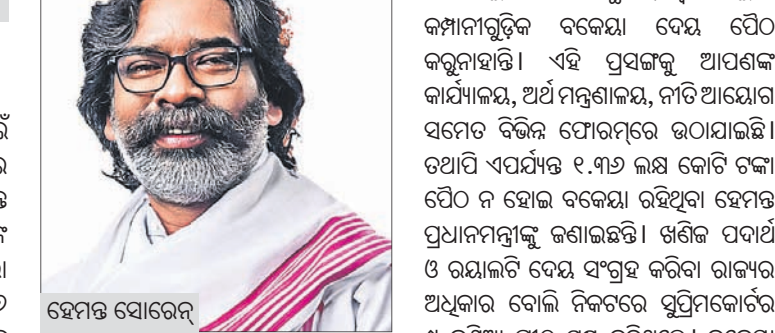 ହେମନ୍ତ ସୋରେନ୍
କମ୍ପାନୀଗୁଡ଼ିକ ବକେୟା ଦେୟ ପୈଠ
କରୁନାହାନ୍ତି। ଏହି ପ୍ରସଙ୍ଗକୁ ଆପଣଙ୍କ
କାର୍ଯ୍ୟାଳୟ, ଅର୍ଥ ମନ୍ତ୍ରଣାଳୟ, ନୀତି ଆୟୋଗ
ସମେତ ବିଭିନ୍ନ ଫୋରମ୍‌ରେ ଉଠାଯାଇଛି।
ତଥାପି ଏପର୍ଯ୍ୟନ୍ତ ୧.୩୬ ଲକ୍ଷ କୋଟି ଟଙ୍କା
ପୈଠ ନ ହୋଇ ବକେୟା ରହିଥିବା ହେମନ୍ତ
ପ୍ରଧାନମନ୍ତ୍ରୀଙ୍କୁ ଜଣାଇଛନ୍ତି। ଖଣିଜ ପଦାର୍ଥ
ଓ ରୟାଲଟି ଦେୟ ସଂଗ୍ରହ କରିବା ରାଜ୍ୟର
ଅଧିକାର ବୋଲି ନିକଟରେ ସୁପ୍ରିମକୋର୍ଟର